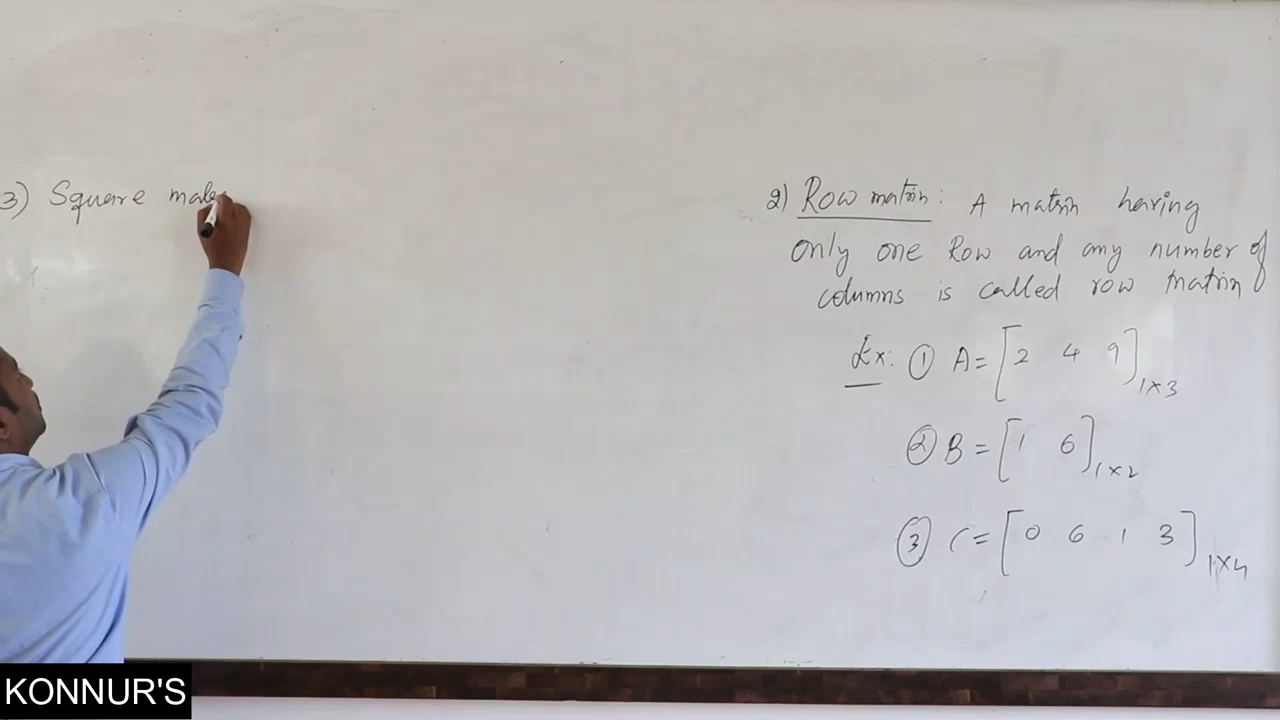 3) Square
2) Row matrix: A matrix having
only one Row and any number of
columns is called row matrix
Ex: ① A = [2 4 9]1×3
② B = [1 6]1×2
③ C = [0 6 1 3]1×4
KONNUR'S